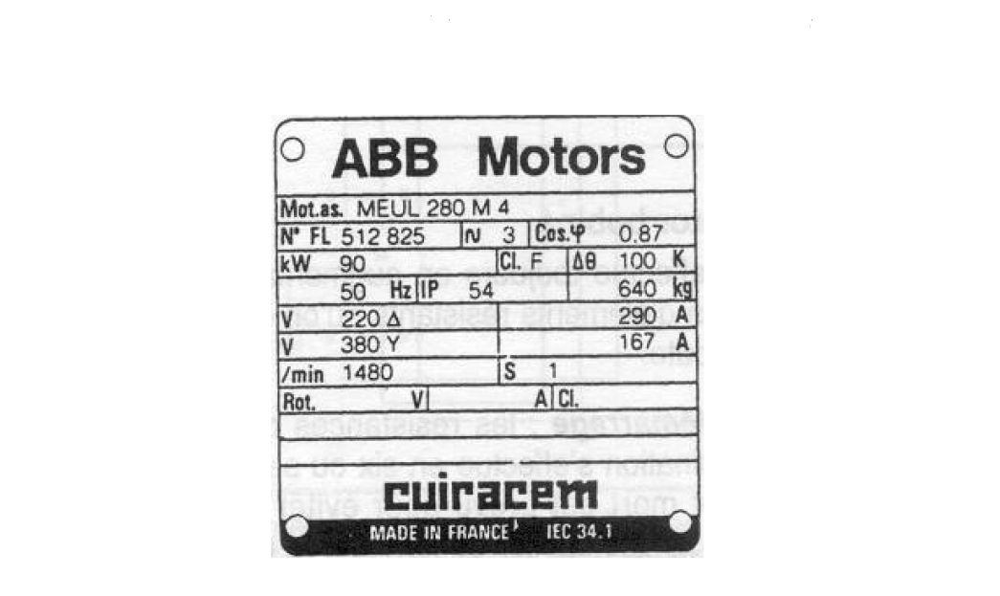 ABB Motors
Mot.as. MEUL 280 M 4
N° FL 512 825 ~ 3 Cos.φ 0.87
kW 90 Cl. F Δθ 100 K
50 Hz IP 54 640 kg
V 220 Δ 290 A
V 380 Y 167 A
/min 1480 S 1
Rot. V A Cl.
cuiracem
MADE IN FRANCE IEC 34.1